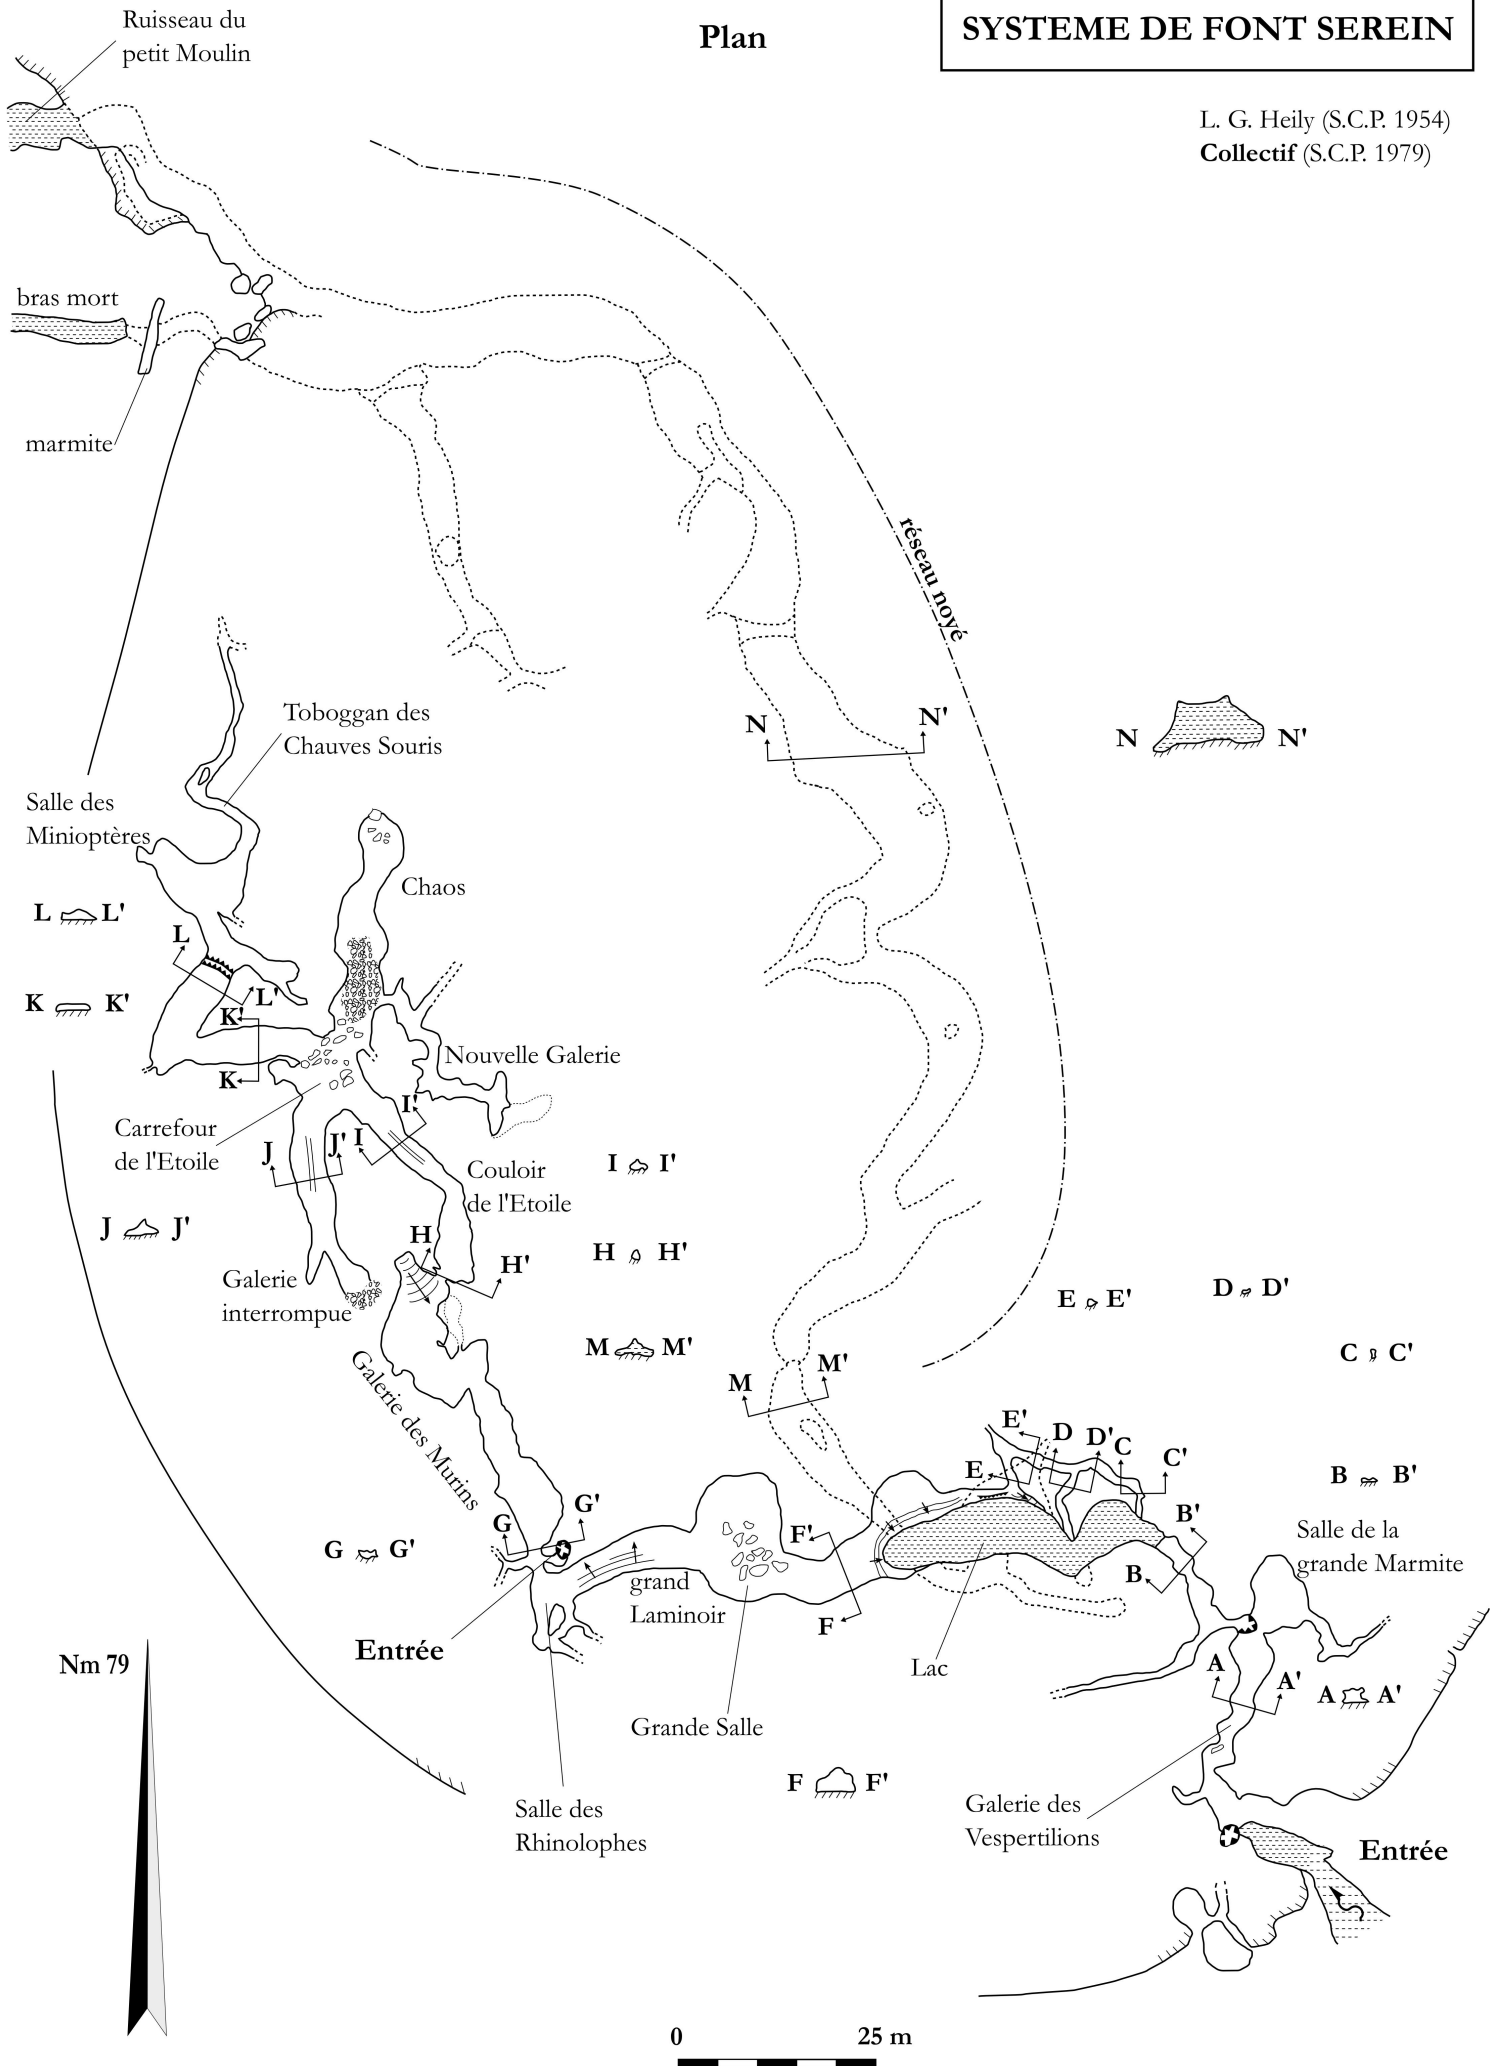 Ruisseau du
petit Moulin
Plan
SYSTEME DE FONT SEREIN
L. G. Heily (S.C.P. 1954)
Collectif (S.C.P. 1979)
bras mort
marmite
réseau noyé
Toboggan des
Chauves Souris
N
N'
N
N'
Salle des
Minioptères
Chaos
L
L'
L
L'
K
K'
K'
K
Nouvelle Galerie
Carrefour
de l'Etoile
I'
J
J'
I
I
I'
Couloir
de l'Etoile
J
J'
H
H'
H
H'
Galerie
interrompue
E
E'
D
D'
M
M'
C
C'
Galerie des Murins
M
M'
E'
D
D'
C
C'
E
B
B'
G
G'
F'
B'
Salle de la
grande Marmite
G
G'
grand
Laminoir
B
F
Entrée
Lac
Nm 79
A
A'
A
A'
Grande Salle
F
F'
Salle des
Rhinolophes
Galerie des
Vespertilions
Entrée
0
25 m